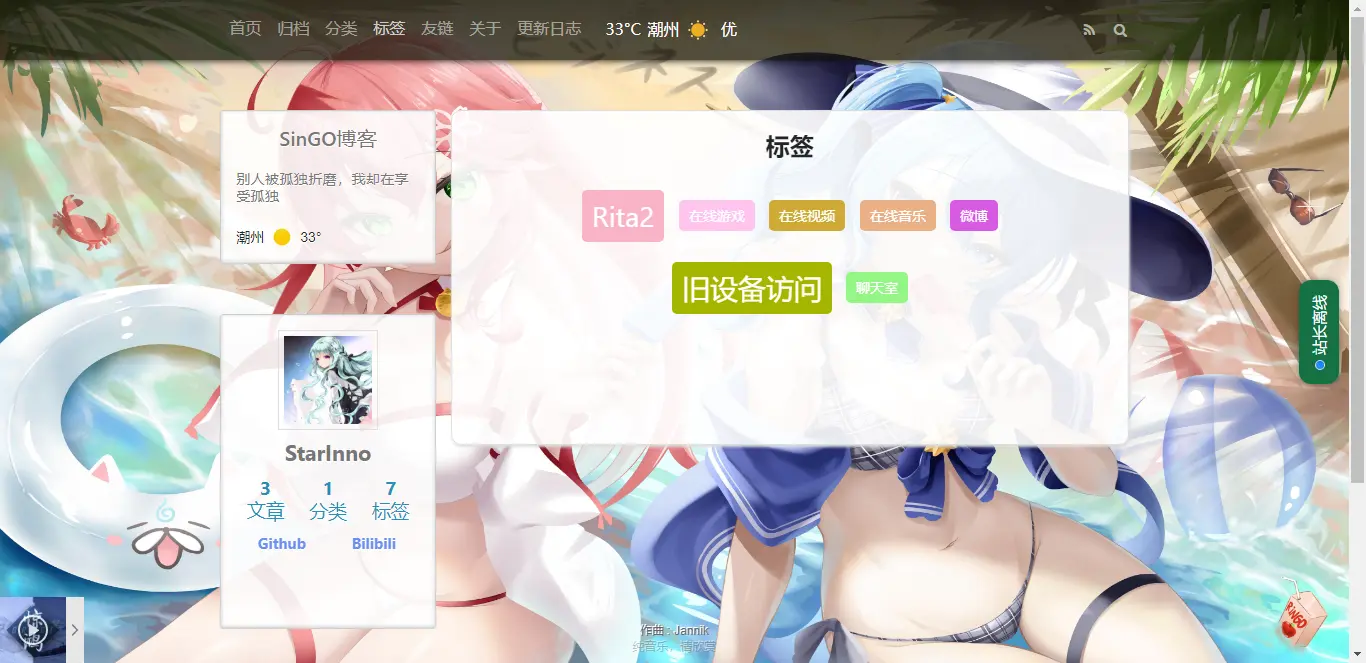 首页 归档 分类 标签 友链 关于 更新日志 33°C 潮州 优
SinGO博客
别人被孤独折磨，我却在享
受孤独
潮州 33°
标签
Rita2 在线游戏 在线视频 在线音乐 微博
旧设备访问 聊天室
站长离线
StarInno
3 1 7
文章 分类 标签
Github Bilibili
RiNGO
作曲 : Jannik
纯音乐，请欣赏